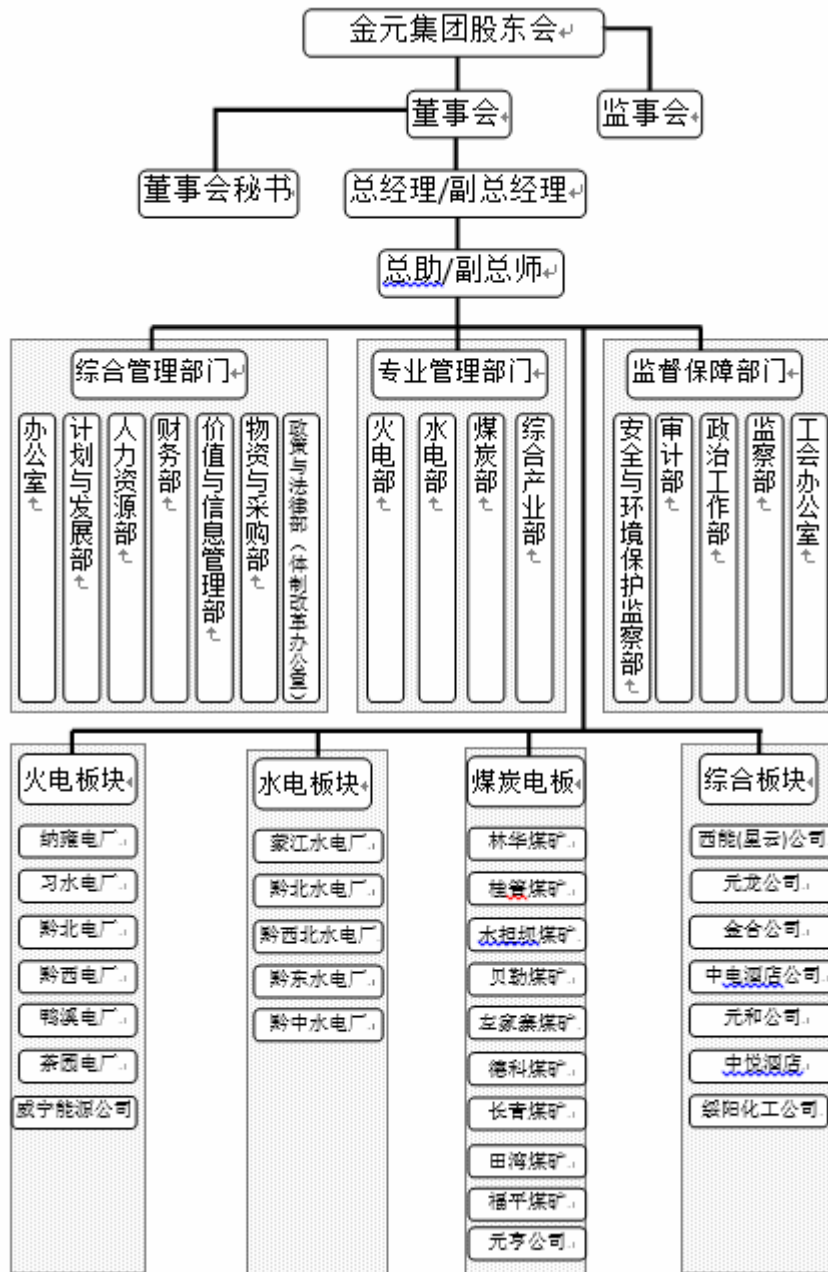 金元集团股东会
董事会
监事会
董事会秘书
总经理/副总经理
总助/副总师
综合管理部门
专业管理部门
监督保障部门
办公室
计划与发展部
人力资源部
财务部
价值与信息管理部
物资与采购部
政策与法律部（体制改革办公室）
火电部
水电部
煤炭部
综合产业部
安全与环境保护监察部
审计部
政治工作部
监察部
工会办公室
火电板块
水电板块
煤炭电板
综合板块
纳雍电厂
习水电厂
黔北电厂
黔西电厂
鸭溪电厂
茶园电厂
威宁能源公司
蒙江水电厂
黔北水电厂
黔西北水电厂
黔东水电厂
黔中水电厂
林华煤矿
桂箐煤矿
水担坝煤矿
贝勒煤矿
左家寨煤矿
德科煤矿
长青煤矿
田湾煤矿
福平煤矿
元亨公司
西能(星云)公司
元龙公司
金合公司
中电酒店公司
元和公司
中悦酒店
绥阳化工公司